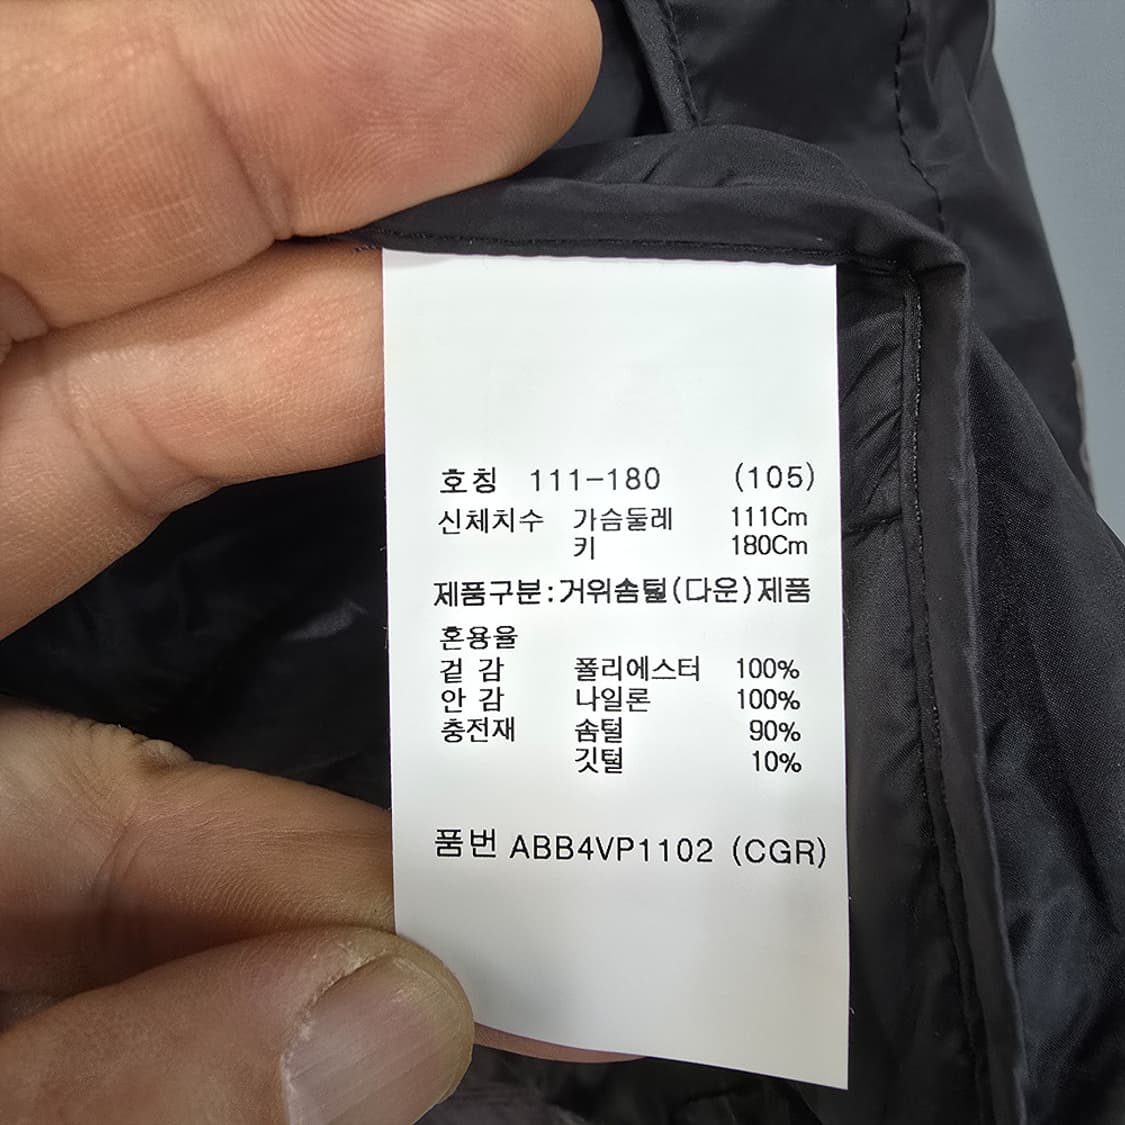 호칭 111-180 (105)
신체치수 가슴둘레 111Cm
키 180Cm
제품구분:거위솜털(다운)제품
혼용율
겉 감 폴리에스터 100%
안 감 나일론 100%
충전재 솜털 90%
깃털 10%
품번 ABB4VP1102 (CGR)